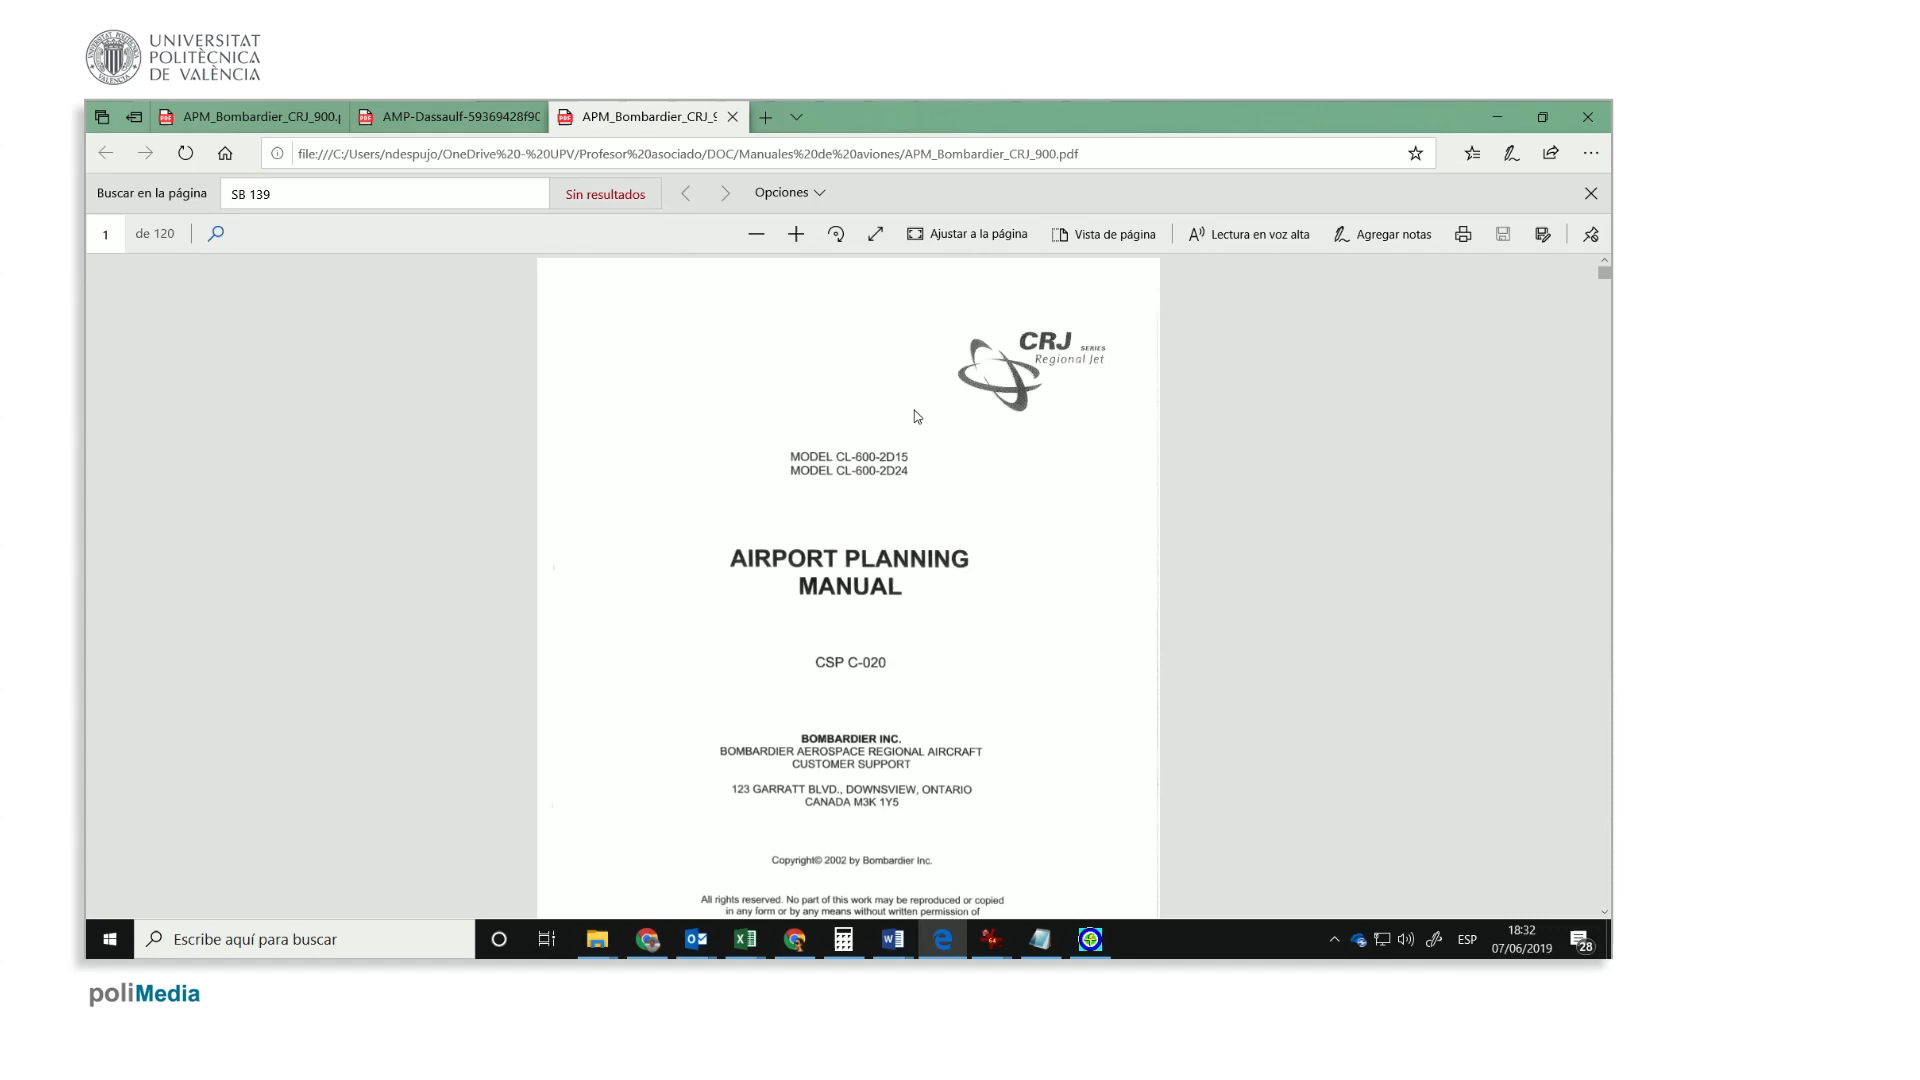 UNIVERSITAT
POLITÈCNICA
DE VALÈNCIA
APM_Bombardier_CRJ_900.p
AMP-Dassaulf-59369428f9C
APM_Bombardier_CRJ_9
file:///C:/Users/ndespujo/OneDrive%20-%20UPV/Profesor%20asociado/DOC/Manuales%20de%20aviones/APM_Bombardier_CRJ_900.pdf
Buscar en la página
SB 139
Sin resultados
Opciones
1
de 120
Ajustar a la página
Vista de página
Lectura en voz alta
Agregar notas
CRJ SERIES
Regional Jet
MODEL CL-600-2D15
MODEL CL-600-2D24
AIRPORT PLANNING
MANUAL
CSP C-020
BOMBARDIER INC.
BOMBARDIER AEROSPACE REGIONAL AIRCRAFT
CUSTOMER SUPPORT
123 GARRATT BLVD., DOWNSVIEW, ONTARIO
CANADA M3K 1Y5
Copyright© 2002 by Bombardier Inc.
All rights reserved. No part of this work may be reproduced or copied
in any form or by any means without written permission of
Escribe aquí para buscar
ESP
18:32
07/06/2019
28
poliMedia